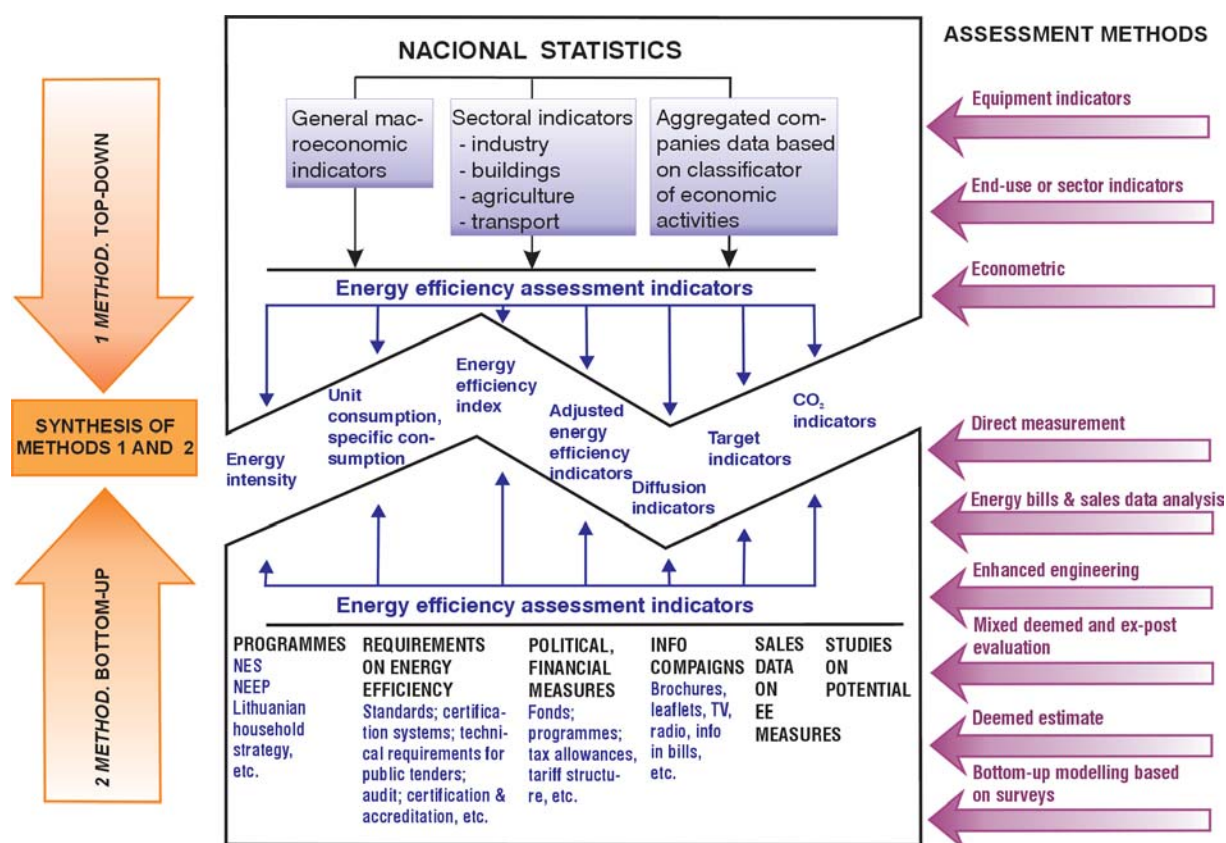 NACIONAL STATISTICS
ASSESSMENT METHODS
General mac-
roeconomic
indicators
Sectoral indicators
- industry
- buildings
- agriculture
- transport
Aggregated com-
panies data based
on classificator
of economic
activities
Energy efficiency assessment indicators
1 METHOD. TOP-DOWN
SYNTHESIS OF
METHODS 1 AND 2
2 METHOD. BOTTOM-UP
Energy
intensity
Unit
consumption,
specific con-
sumption
Energy
efficiency
index
Adjusted
energy
efficiency
indicators
Diffusion
indicators
Target
indicators
CO₂
indicators
Energy efficiency assessment indicators
PROGRAMMES
NES
NEEP
Lithuanian
household
strategy,
etc.
REQUIREMENTS
ON ENERGY
EFFICIENCY
Standards; certifica-
tion systems; techni-
cal requirements for
public tenders;
audit; certification &
accreditation, etc.
POLITICAL,
FINANCIAL
MEASURES
Fonds;
programmes;
tax allowances,
tariff structu-
re, etc.
INFO
COMPAIGNS
Brochures,
leaflets, TV,
radio, info
in bills,
etc.
SALES
DATA
ON
EE
MEASURES
STUDIES
ON
POTENTIAL
Equipment indicators
End-use or sector indicators
Econometric
Direct measurement
Energy bills & sales data analysis
Enhanced engineering
Mixed deemed and ex-post
evaluation
Deemed estimate
Bottom-up modelling based
on surveys